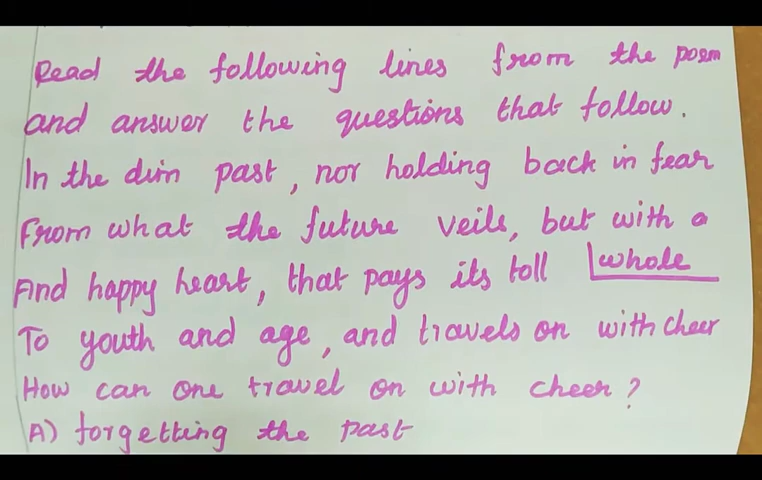 Read the following lines from the poem
and answer the questions that follow.
In the dim past, nor holding back in fear
From what the future veils, but with a
whole
And happy heart, that pays its toll
To youth and age, and travels on with cheer
How can one travel on with cheer?
A) forgetting the past